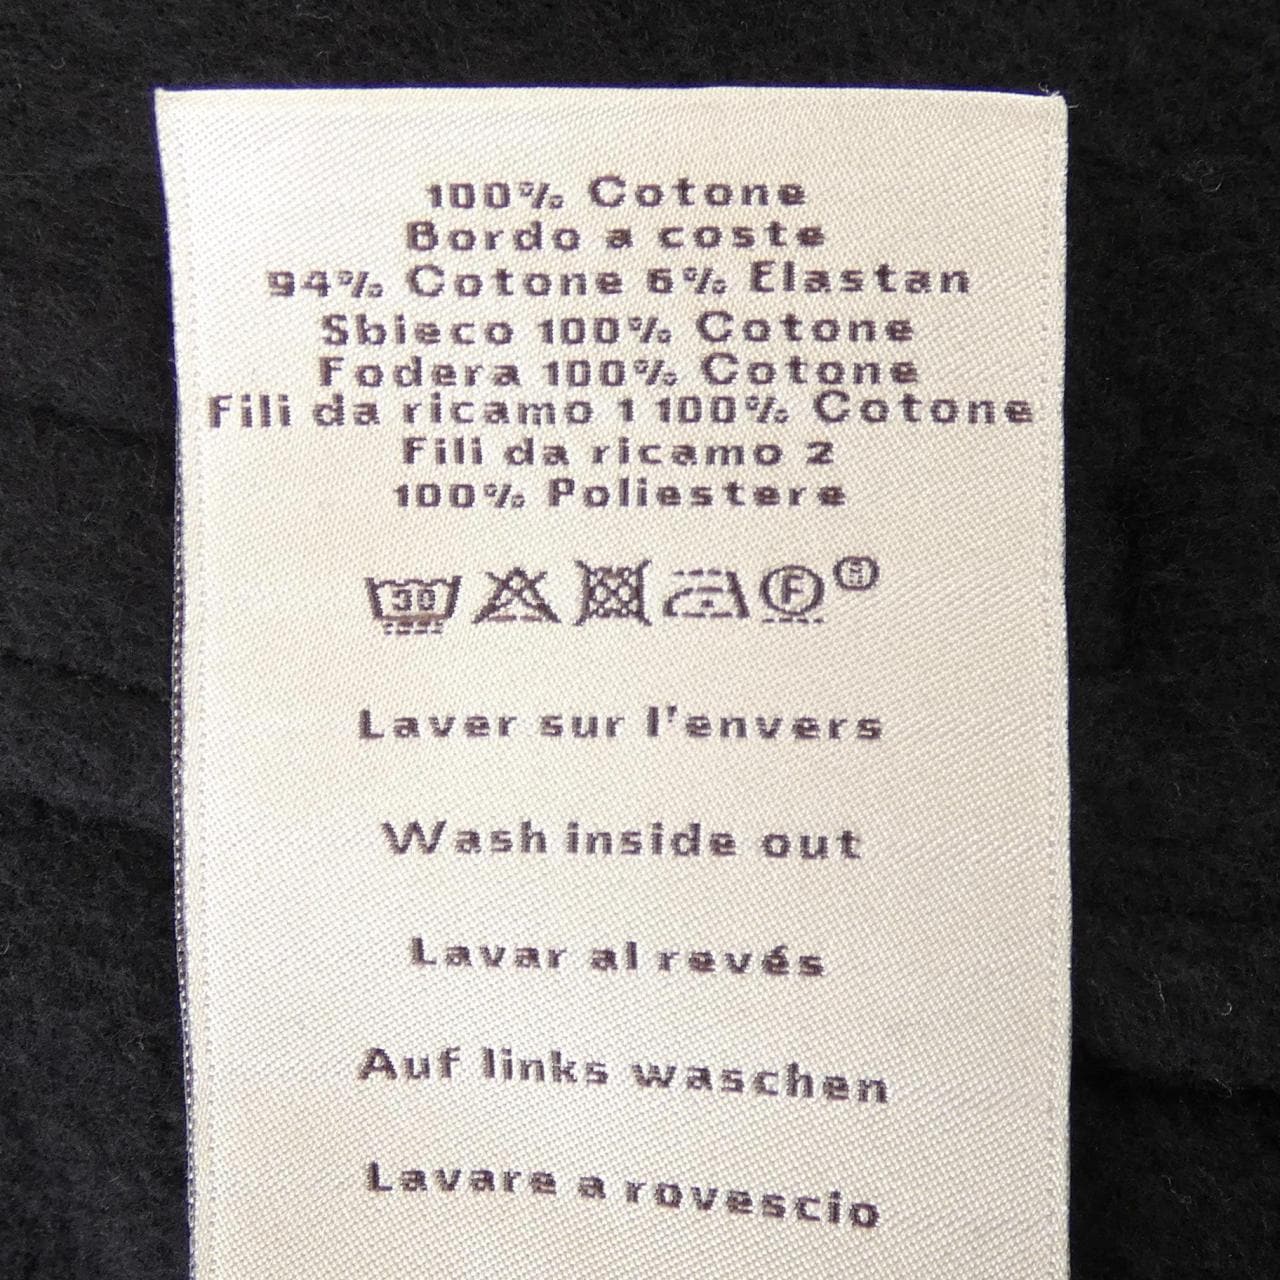 100% Cotone
Bordo a coste
94% Cotone 6% Elastan
Sbieco 100% Cotone
Fodera 100% Cotone
Fili da ricamo 1 100% Cotone
Fili da ricamo 2
100% Poliestere
30 F
Laver sur l'envers
Wash inside out
Lavar al revés
Auf links waschen
Lavare a rovescio